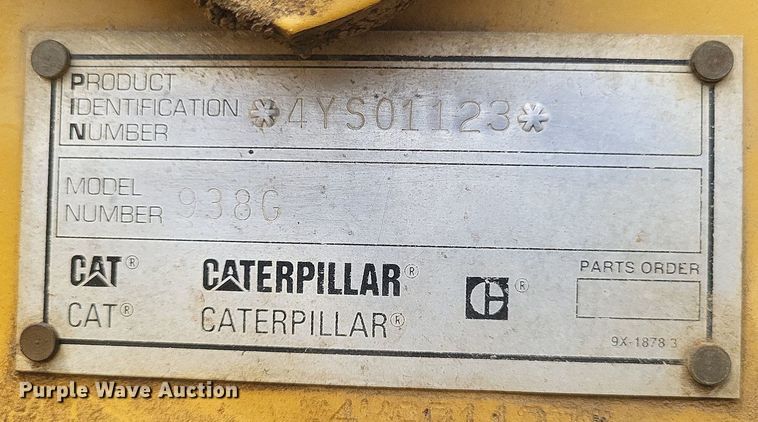 PRODUCT
IDENTIFICATION
NUMBER
*4YS01123*
MODEL
NUMBER
938G
CAT® CATERPILLAR® C®
CAT® CATERPILLAR®
PARTS ORDER
9X-1878 3
Purple Wave Auction